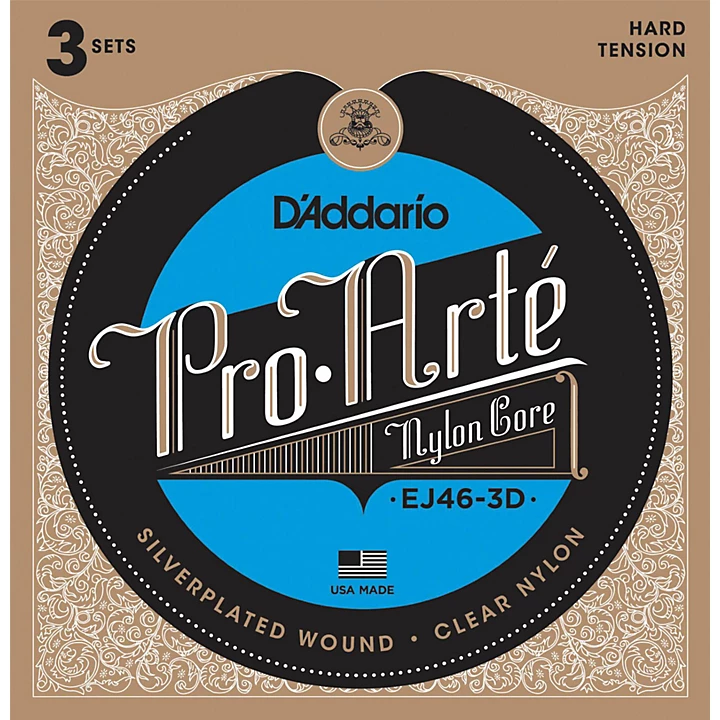 3 SETS
HARD
TENSION
D'Addario
Pro·Arté
Nylon Core
·EJ46-3D·
USA MADE
SILVERPLATED WOUND · CLEAR NYLON